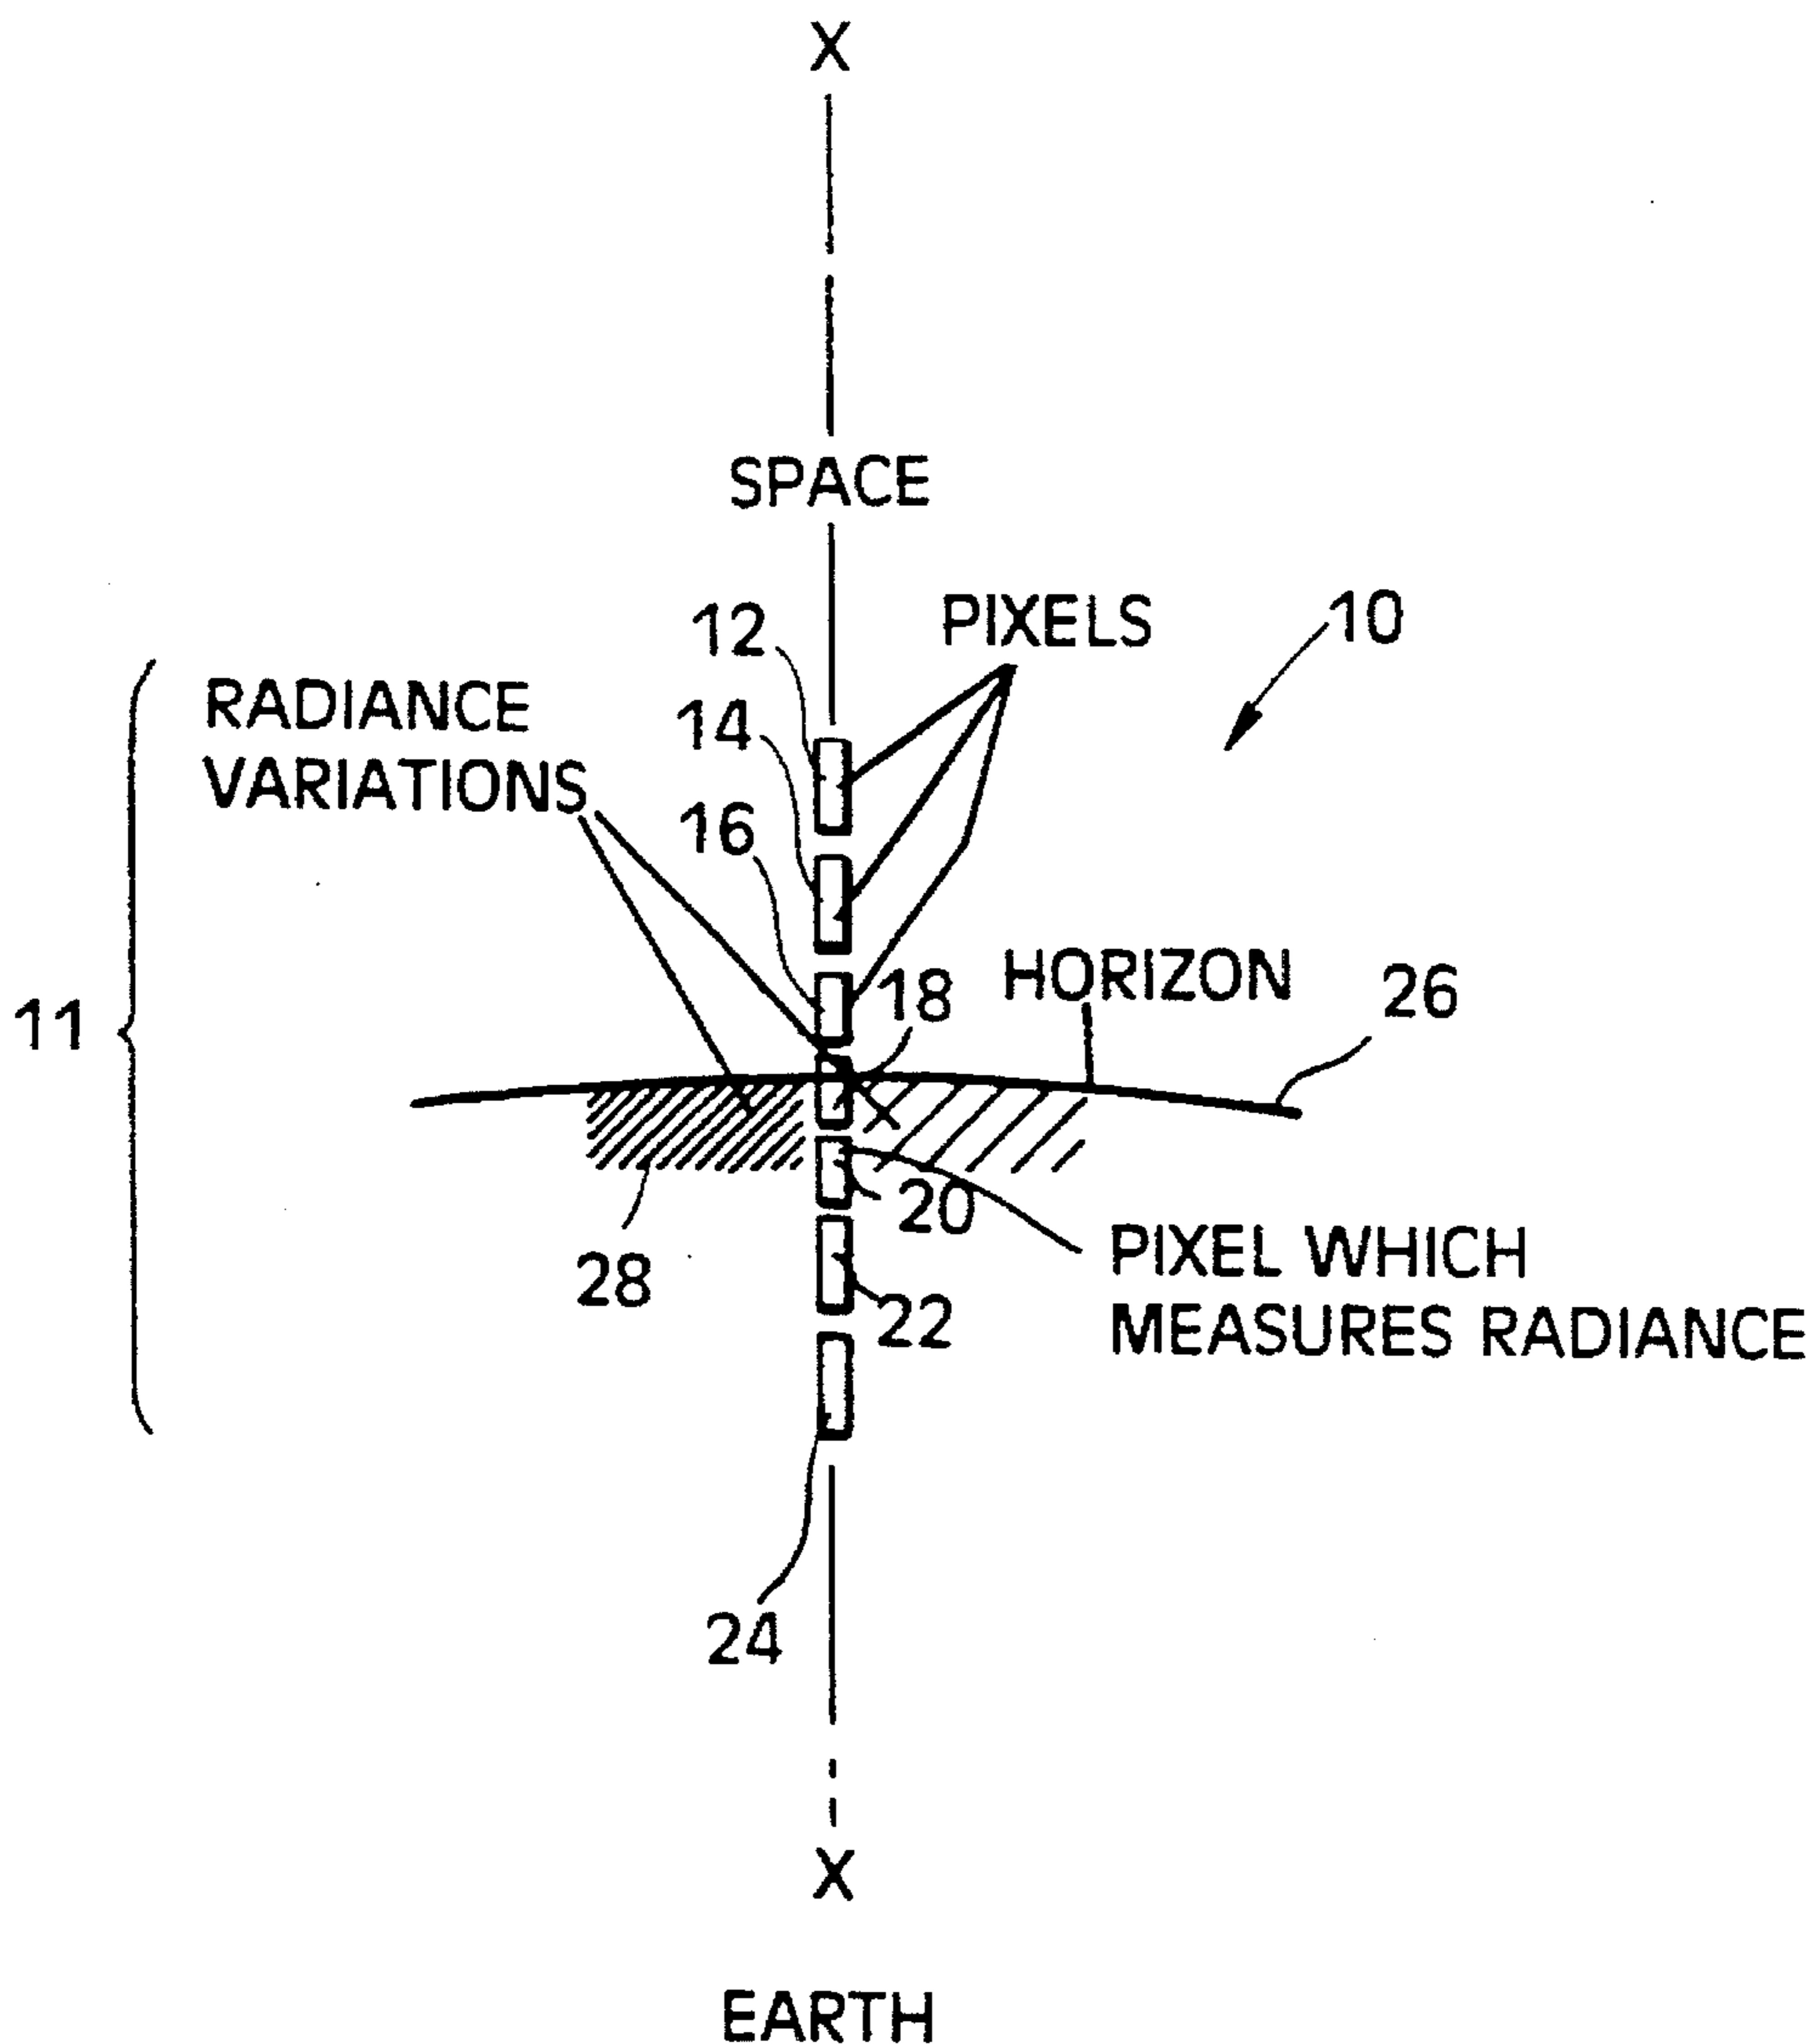 X
SPACE
PIXELS
10
12
RADIANCE
VARIATIONS
14
16
18
HORIZON
26
11
20
28
22
PIXEL WHICH
MEASURES RADIANCE
24
X
EARTH